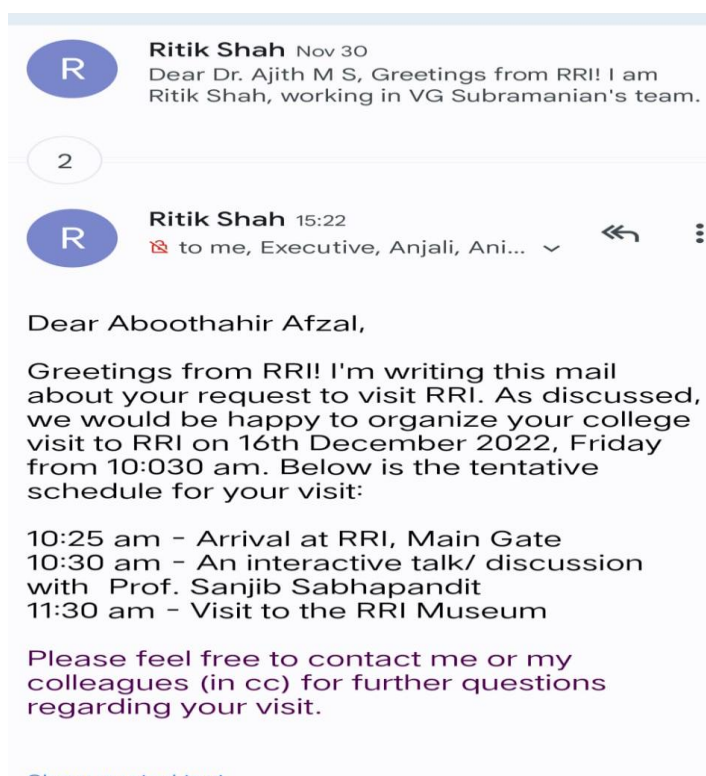 R
Ritik Shah Nov 30
Dear Dr. Ajith M S, Greetings from RRI! I am
Ritik Shah, working in VG Subramanian's team.
2
R
Ritik Shah 15:22
to me, Executive, Anjali, Ani...
Dear Aboothahir Afzal,
Greetings from RRI! I'm writing this mail
about your request to visit RRI. As discussed,
we would be happy to organize your college
visit to RRI on 16th December 2022, Friday
from 10:030 am. Below is the tentative
schedule for your visit:
10:25 am - Arrival at RRI, Main Gate
10:30 am - An interactive talk/ discussion
with Prof. Sanjib Sabhapandit
11:30 am - Visit to the RRI Museum
Please feel free to contact me or my
colleagues (in cc) for further questions
regarding your visit.